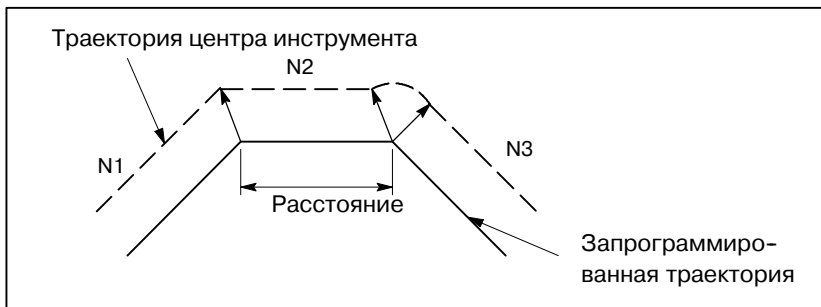 Траектория центра инструмента
N2
N1
N3
Расстояние
Запрограммиро-
ванная траектория